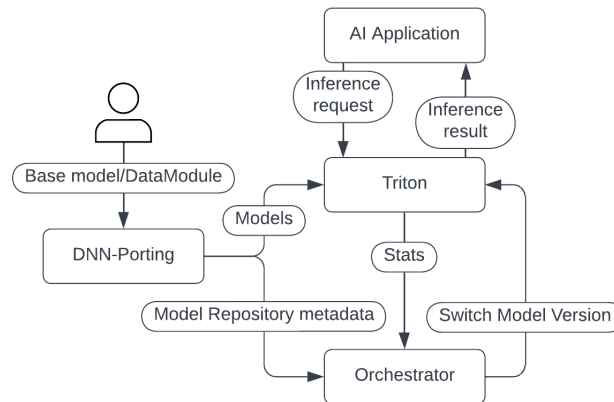 AI Application
Inference
request
Inference
result
Base model/DataModule
Triton
Models
DNN-Porting
Stats
Model Repository metadata
Switch Model Version
Orchestrator